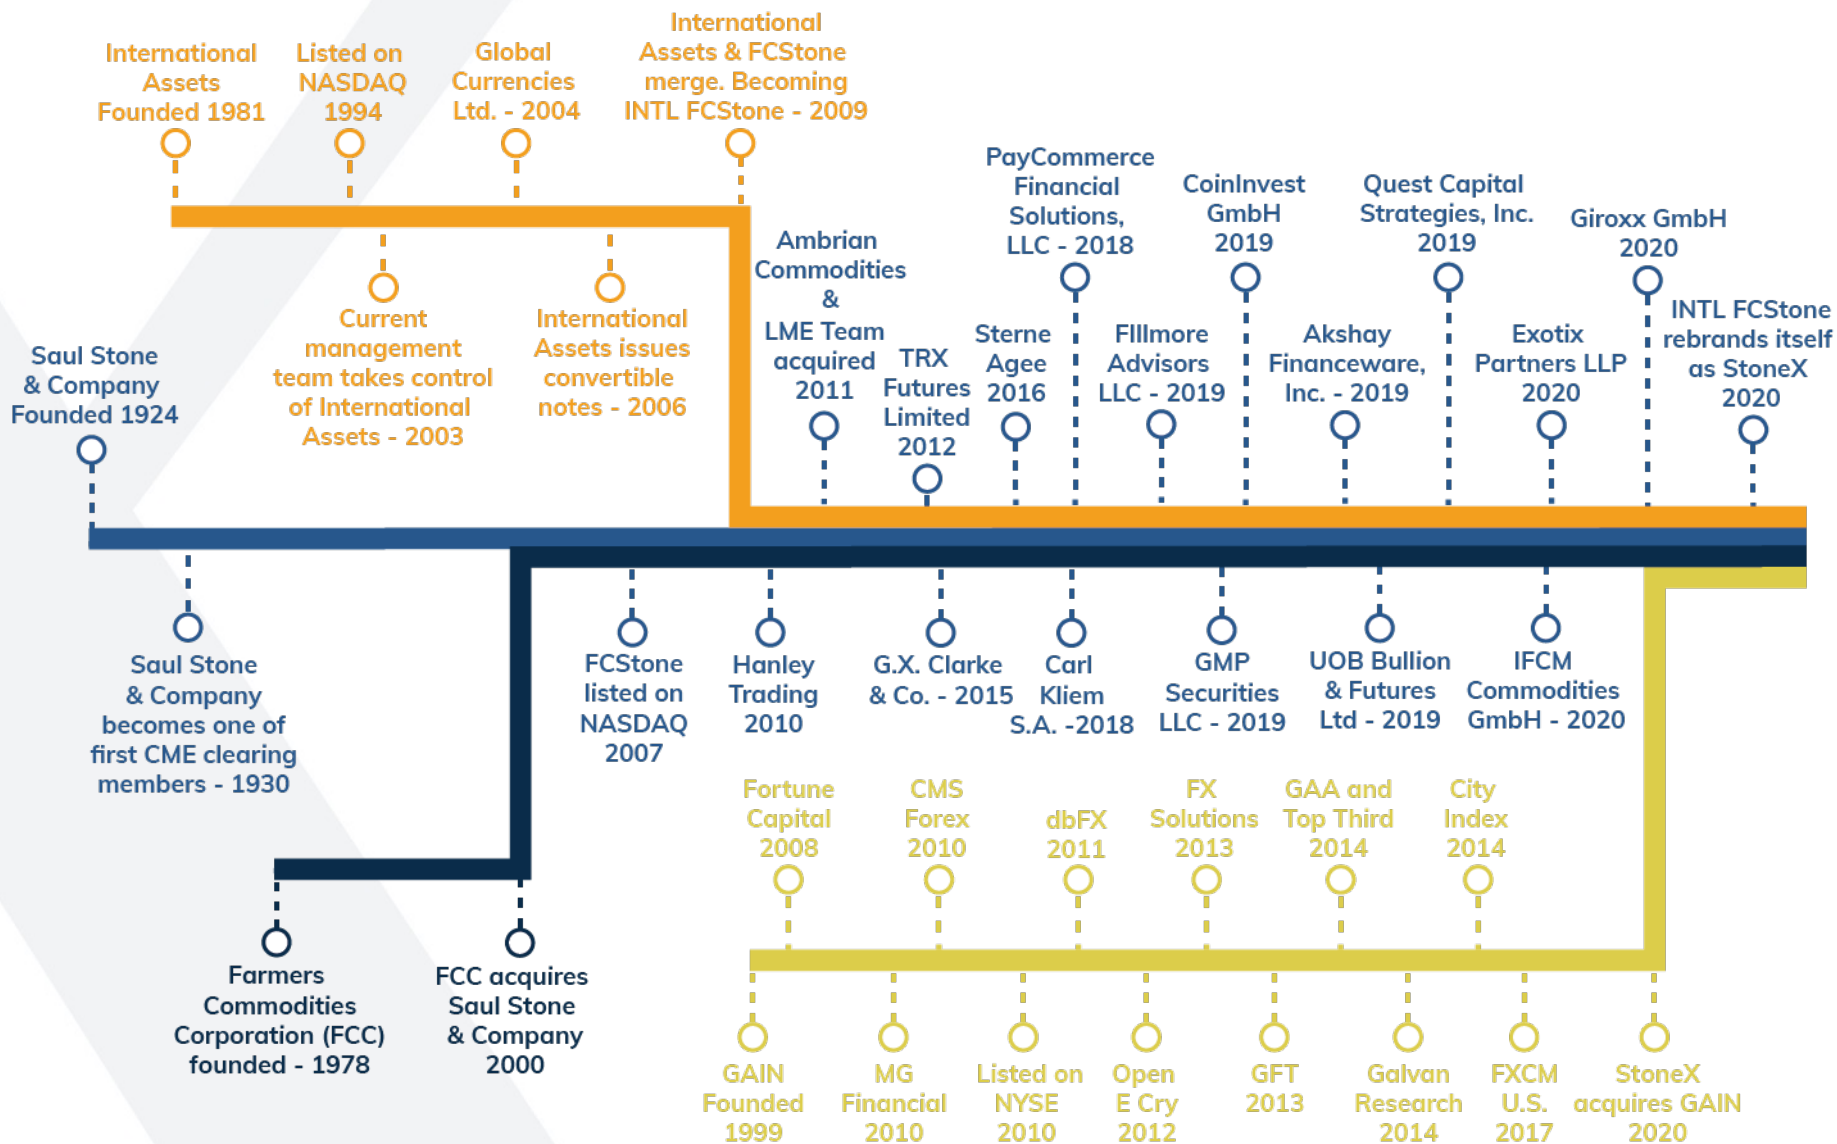 International
Assets
Founded 1981
Listed on
NASDAQ
1994
Global
Currencies
Ltd. - 2004
International
Assets & FCStone
merge. Becoming
INTL FCStone - 2009
Current
management
team takes control
of International
Assets - 2003
International
Assets issues
convertible
notes - 2006
Saul Stone
& Company
Founded 1924
Ambrian
Commodities
&
LME Team
acquired
2011
TRX
Futures
Limited
2012
Sterne
Agee
2016
PayCommerce
Financial
Solutions,
LLC - 2018
FIllmore
Advisors
LLC - 2019
CoinInvest
GmbH
2019
Akshay
Financeware,
Inc. - 2019
Quest Capital
Strategies, Inc.
2019
Exotix
Partners LLP
2020
Giroxx GmbH
2020
INTL FCStone
rebrands itself
as StoneX
2020
Saul Stone
& Company
becomes one of
first CME clearing
members - 1930
FCStone
listed on
NASDAQ
2007
Hanley
Trading
2010
G.X. Clarke
& Co. - 2015
Carl
Kliem
S.A. -2018
GMP
Securities
LLC - 2019
UOB Bullion
& Futures
Ltd - 2019
IFCM
Commodities
GmbH - 2020
Farmers
Commodities
Corporation (FCC)
founded - 1978
FCC acquires
Saul Stone
& Company
2000
Fortune
Capital
2008
CMS
Forex
2010
dbFX
2011
FX
Solutions
2013
GAA and
Top Third
2014
City
Index
2014
GAIN
Founded
1999
MG
Financial
2010
Listed on
NYSE
2010
Open
E Cry
2012
GFT
2013
Galvan
Research
2014
FXCM
U.S.
2017
StoneX
acquires GAIN
2020